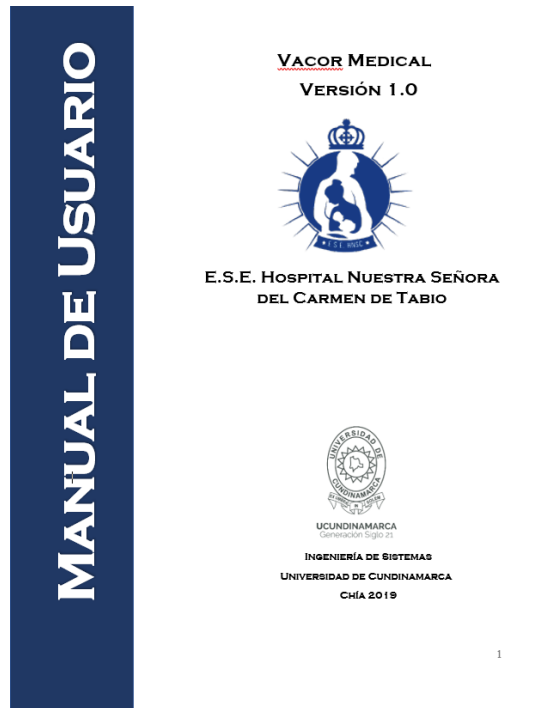 MANUAL DE USUARIO
VACOR MEDICAL
VERSIÓN 1.0
E.S.E. HNSC
E.S.E. HOSPITAL NUESTRA SEÑORA
DEL CARMEN DE TABIO
UNIVERSIDAD DE
CUNDINAMARCA
UCUNDINAMARCA
Generación Siglo 21
INGENIERÍA DE SISTEMAS
UNIVERSIDAD DE CUNDINAMARCA
CHÍA 2019
1